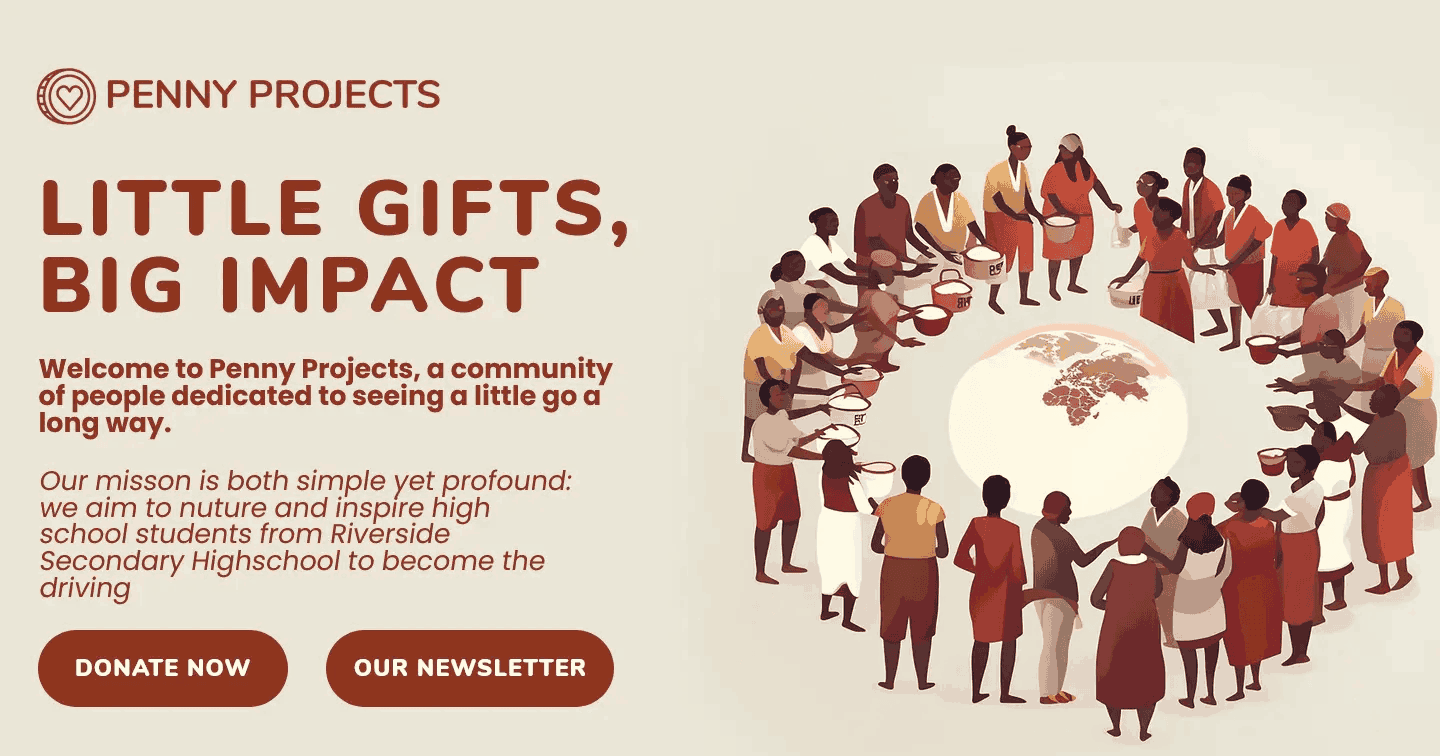 PENNY PROJECTS
LITTLE GIFTS,
BIG IMPACT
Welcome to Penny Projects, a community
of people dedicated to seeing a little go a
long way.
Our misson is both simple yet profound:
we aim to nuture and inspire high
school students from Riverside
Secondary Highschool to become the
driving
DONATE NOW
OUR NEWSLETTER